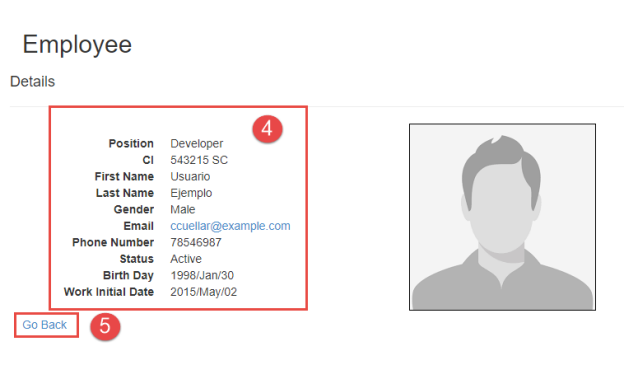 Employee
Details
4
Position Developer
CI 543215 SC
First Name Usuario
Last Name Ejemplo
Gender Male
Email ccuellar@example.com
Phone Number 78546987
Status Active
Birth Day 1998/Jan/30
Work Initial Date 2015/May/02
Go Back 5